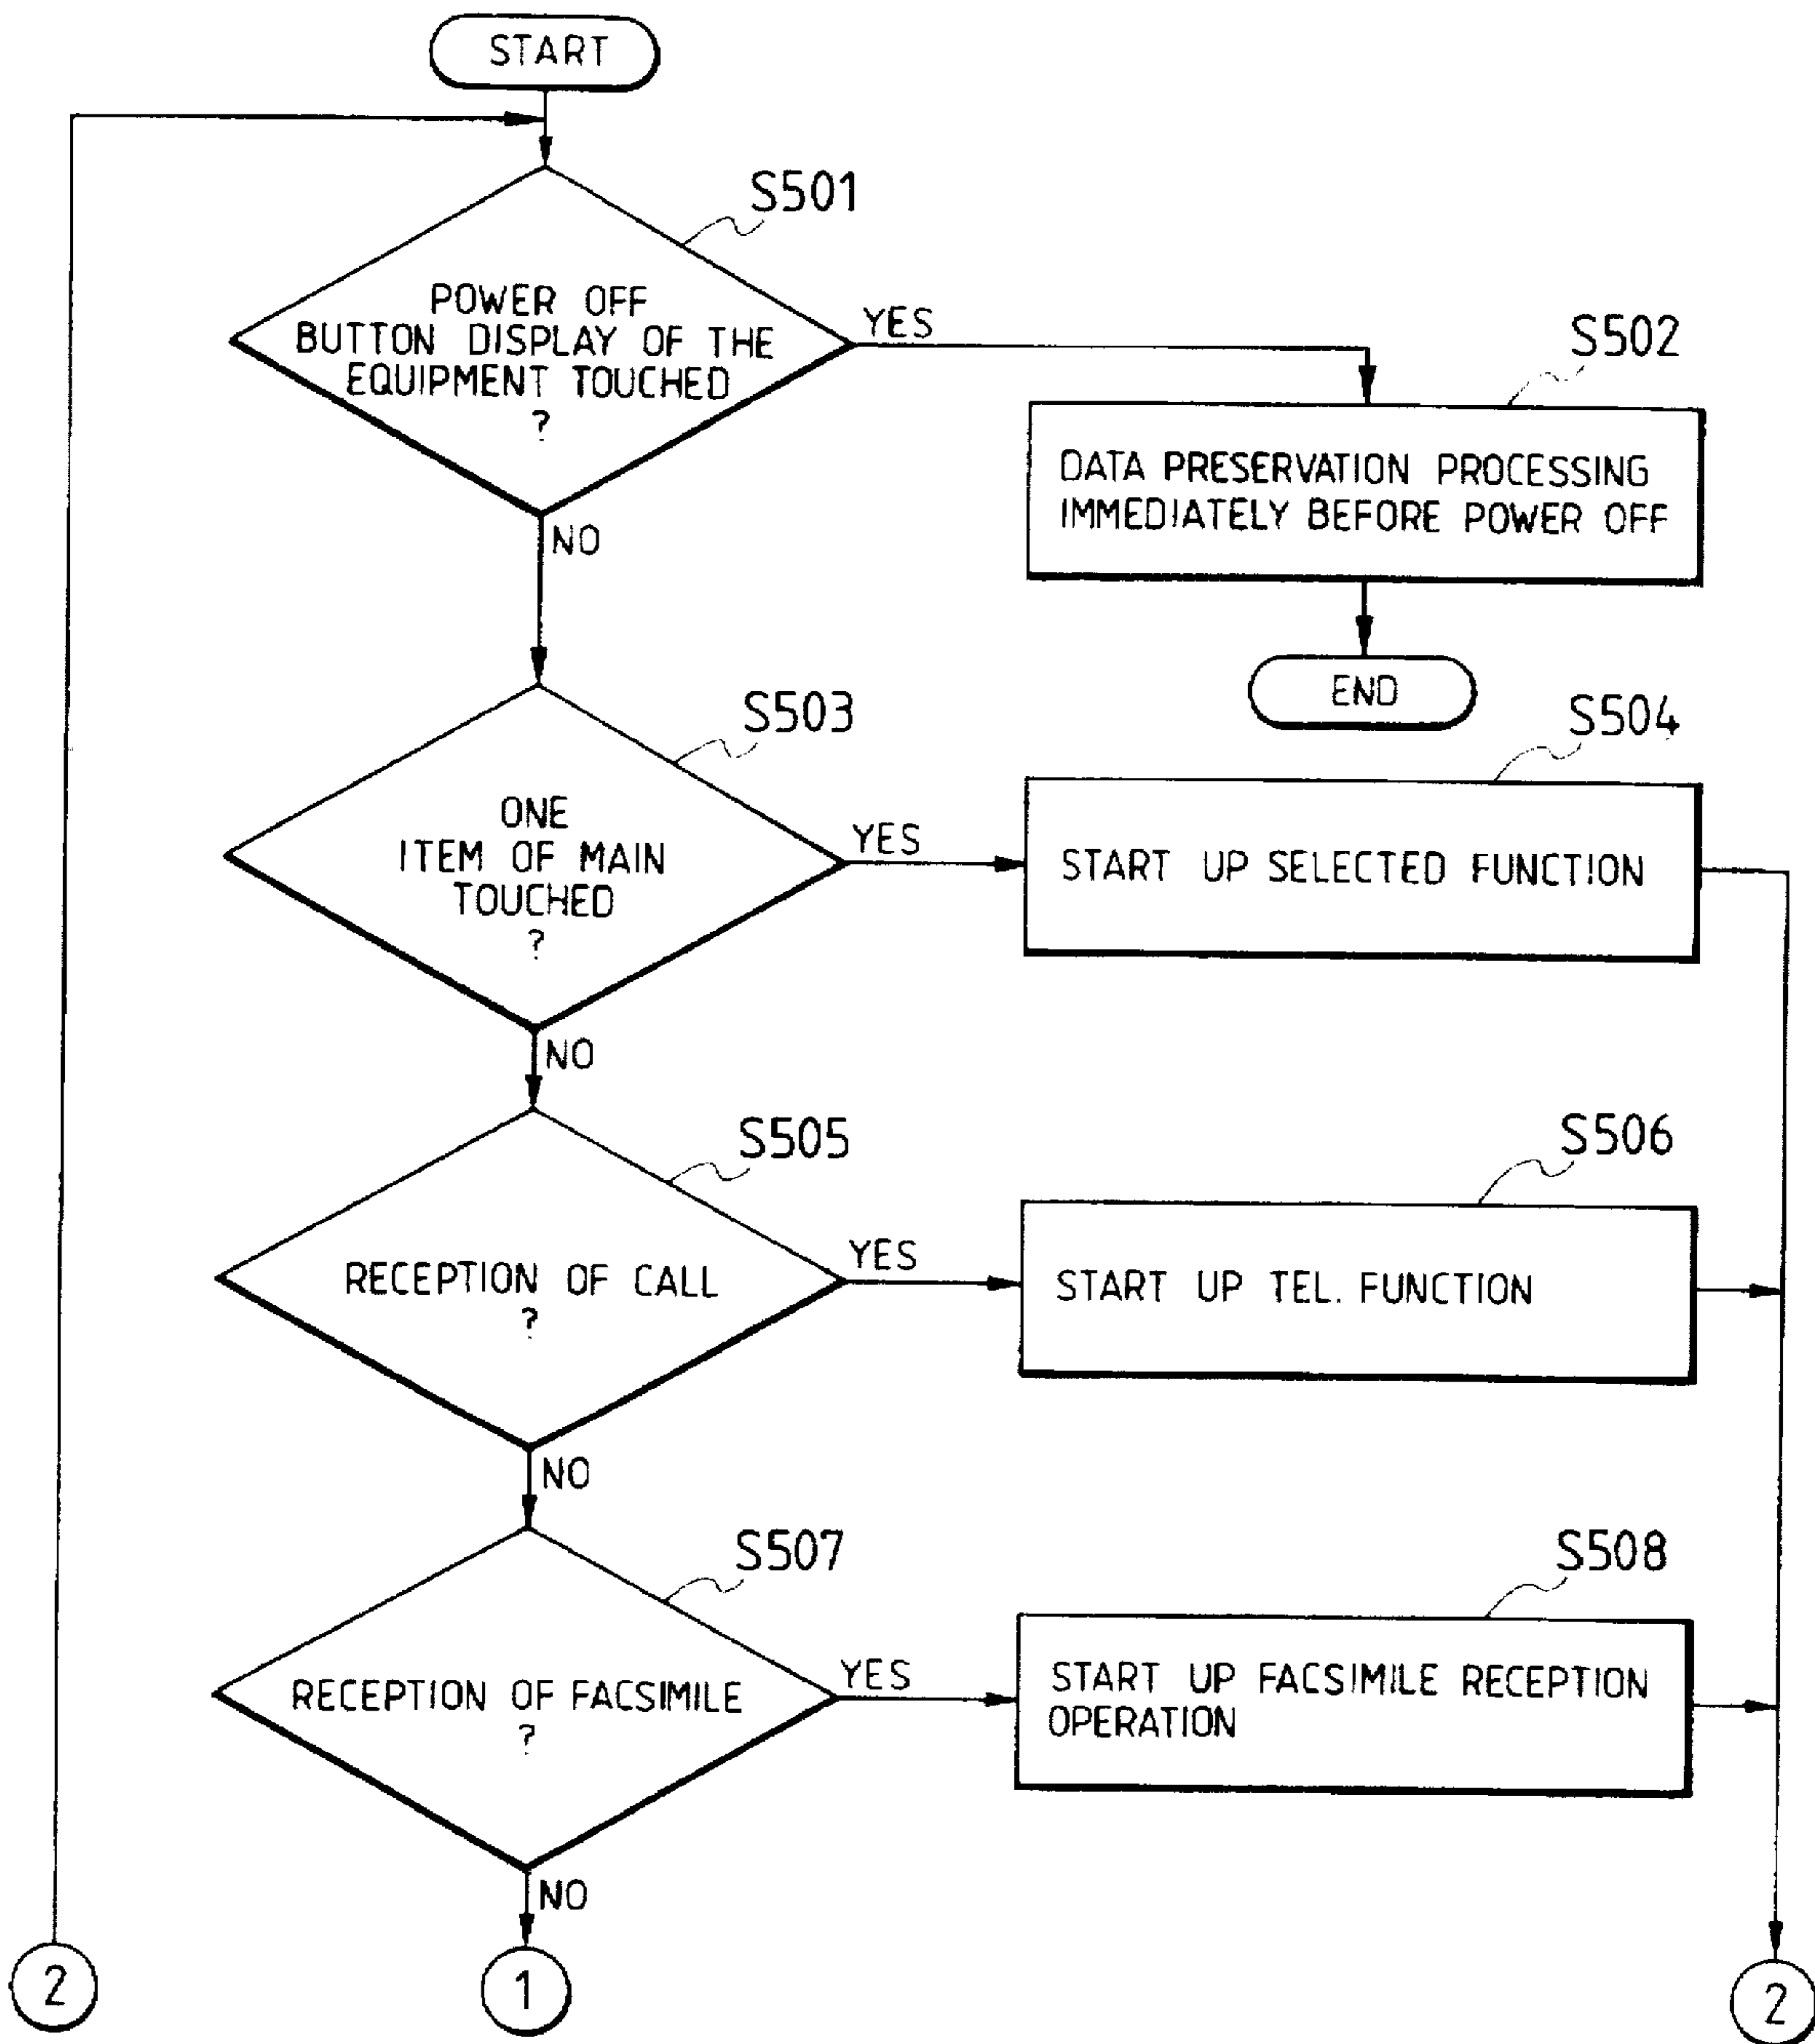 START
S501
POWER OFF
BUTTON DISPLAY OF THE
EQUIPMENT TOUCHED
?
YES
NO
S502
DATA PRESERVATION PROCESSING
IMMEDIATELY BEFORE POWER OFF
END
S503
ONE
ITEM OF MAIN
TOUCHED
?
YES
NO
S504
START UP SELECTED FUNCTION
S505
RECEPTION OF CALL
?
YES
NO
S506
START UP TEL. FUNCTION
S507
RECEPTION OF FACSIMILE
?
YES
NO
S508
START UP FACSIMILE RECEPTION
OPERATION
2
1
2